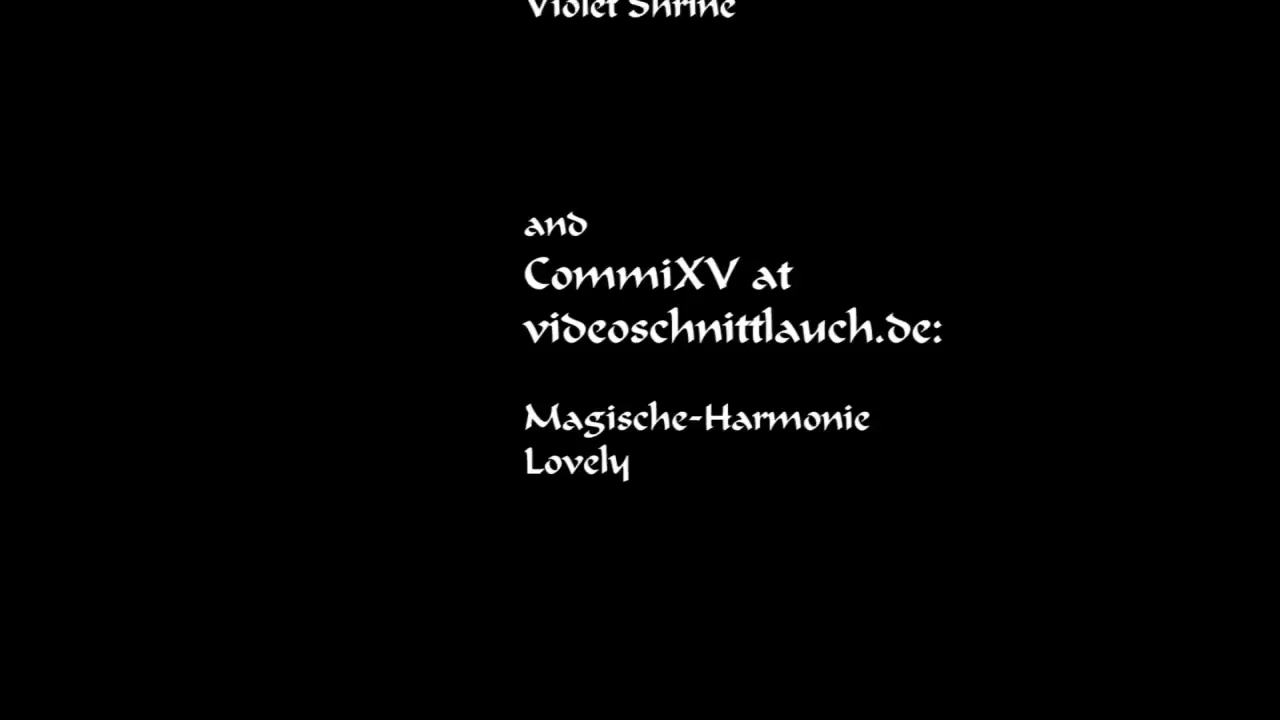 Violet Shrine
and
CommiXV at
videoschnittlauch.de:
Magische-Harmonie
Lovely